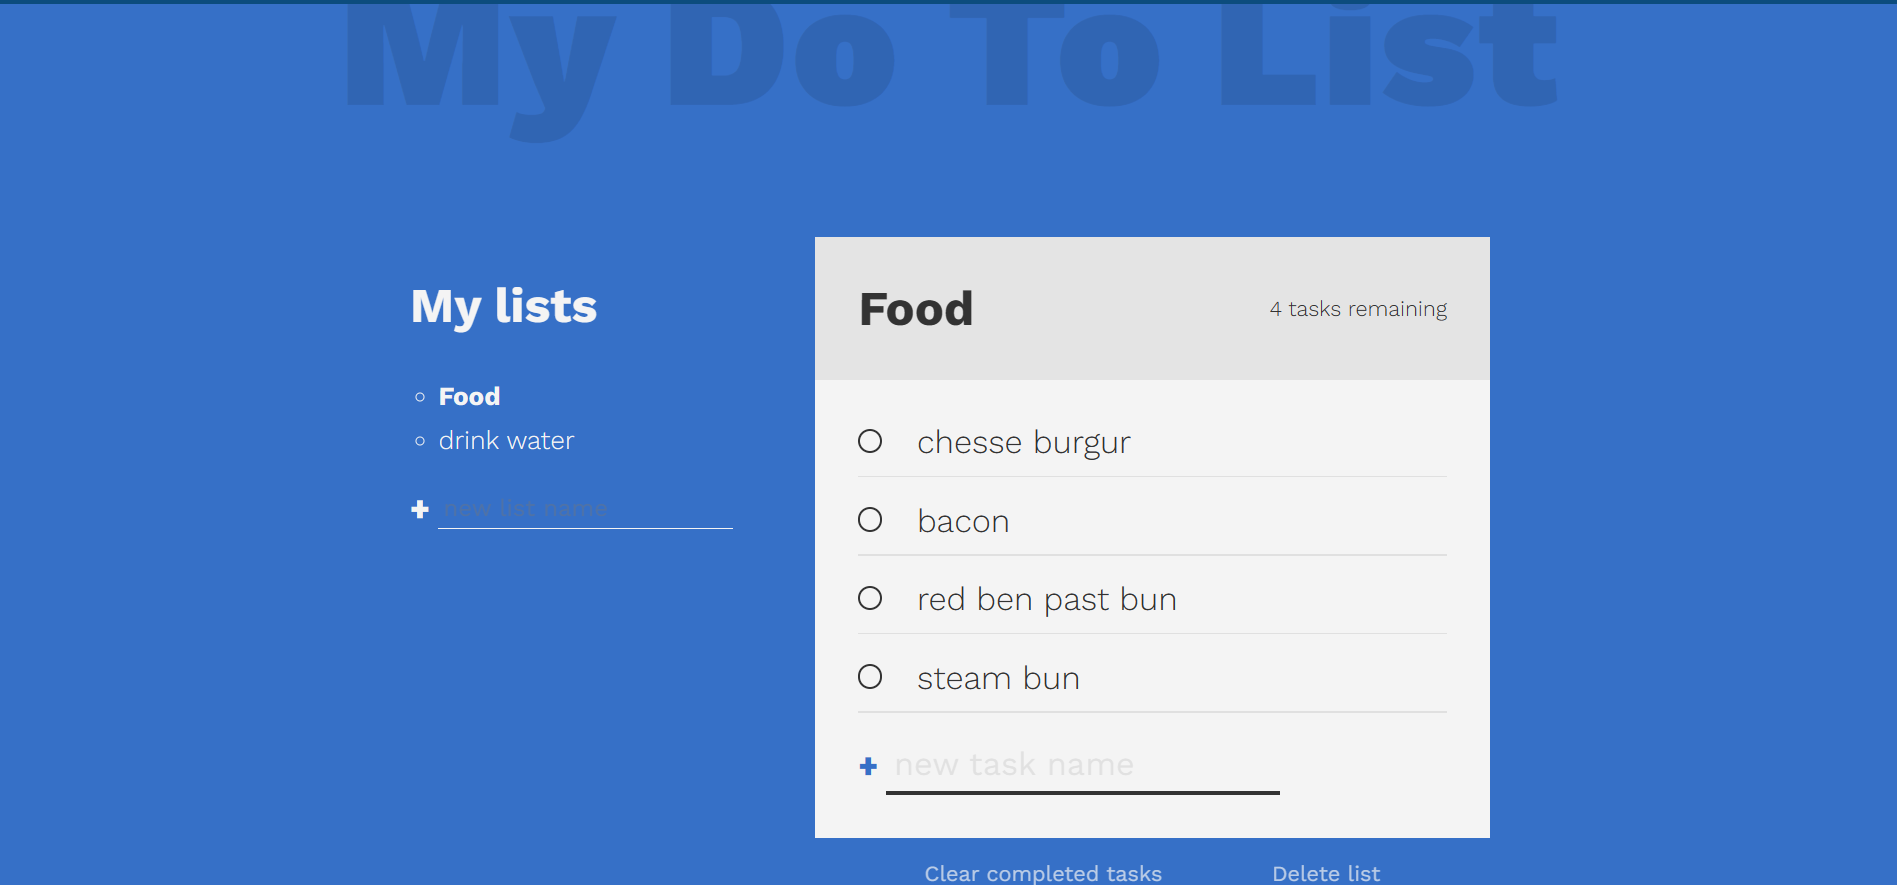 My Do To List
My lists
Food
drink water
+ new list name
Food
4 tasks remaining
chesse burgur
bacon
red ben past bun
steam bun
+ new task name
Clear completed tasks
Delete list